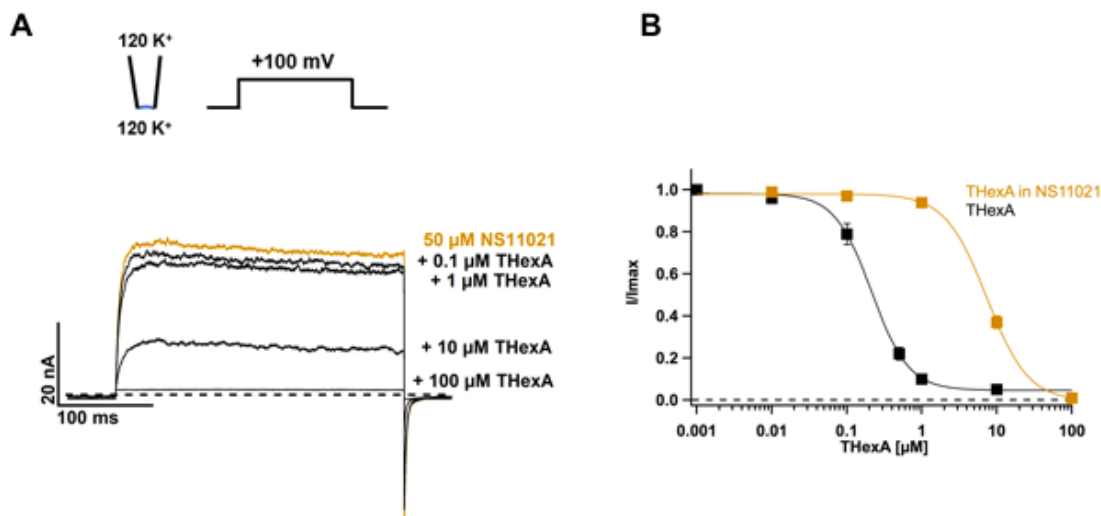 A
120 K⁺
120 K⁺
+100 mV
50 µM NS11021
+ 0.1 µM THexA
+ 1 µM THexA
+ 10 µM THexA
+ 100 µM THexA
20 nA
100 ms
B
THexA in NS11021
THexA
I/Imax
1.0
0.8
0.6
0.4
0.2
0.0
0.001 0.01 0.1 1 10 100
THexA [µM]